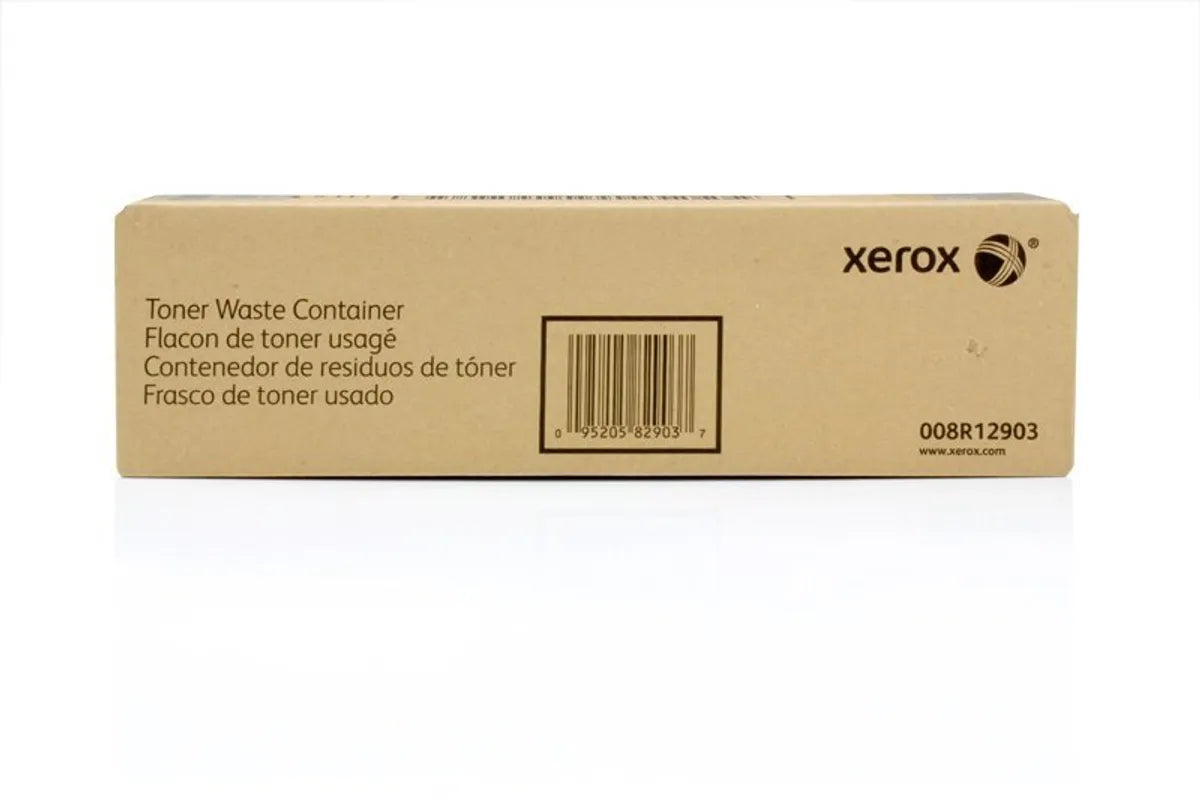 xerox ®
Toner Waste Container
Flacon de toner usagé
Contenedor de residuos de tóner
Frasco de toner usado
0 95205 82903 7
008R12903
www.xerox.com